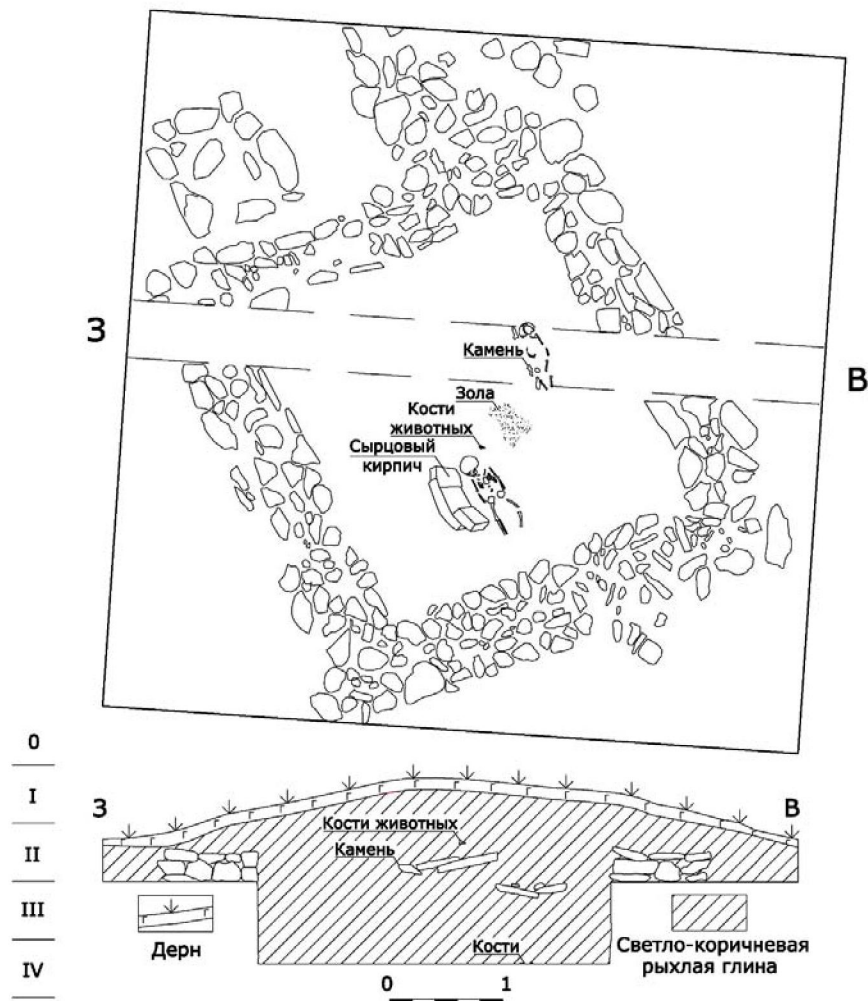 З
Камень
В
Зола
Кости
животных
Сырцовый
кирпич
0
I
З
В
Кости животных
II
Камень
III
Дерн
Кости
Светло-коричневая
рыхлая глина
IV
0 1